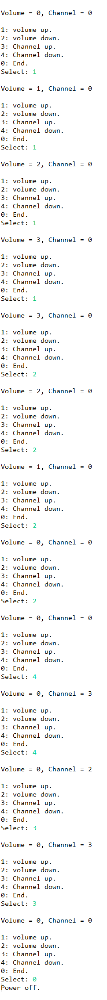 Volume = 0, Channel = 0
1: volume up.
2: volume down.
3: Channel up.
4: Channel down.
0: End.
Select: 1
Volume = 1, Channel = 0
1: volume up.
2: volume down.
3: Channel up.
4: Channel down.
0: End.
Select: 1
Volume = 2, Channel = 0
1: volume up.
2: volume down.
3: Channel up.
4: Channel down.
0: End.
Select: 1
Volume = 3, Channel = 0
1: volume up.
2: volume down.
3: Channel up.
4: Channel down.
0: End.
Select: 1
Volume = 3, Channel = 0
1: volume up.
2: volume down.
3: Channel up.
4: Channel down.
0: End.
Select: 2
Volume = 2, Channel = 0
1: volume up.
2: volume down.
3: Channel up.
4: Channel down.
0: End.
Select: 2
Volume = 1, Channel = 0
1: volume up.
2: volume down.
3: Channel up.
4: Channel down.
0: End.
Select: 2
Volume = 0, Channel = 0
1: volume up.
2: volume down.
3: Channel up.
4: Channel down.
0: End.
Select: 2
Volume = 0, Channel = 0
1: volume up.
2: volume down.
3: Channel up.
4: Channel down.
0: End.
Select: 4
Volume = 0, Channel = 3
1: volume up.
2: volume down.
3: Channel up.
4: Channel down.
0: End.
Select: 4
Volume = 0, Channel = 2
1: volume up.
2: volume down.
3: Channel up.
4: Channel down.
0: End.
Select: 3
Volume = 0, Channel = 3
1: volume up.
2: volume down.
3: Channel up.
4: Channel down.
0: End.
Select: 3
Volume = 0, Channel = 0
1: volume up.
2: volume down.
3: Channel up.
4: Channel down.
0: End.
Select: 0
Power off.